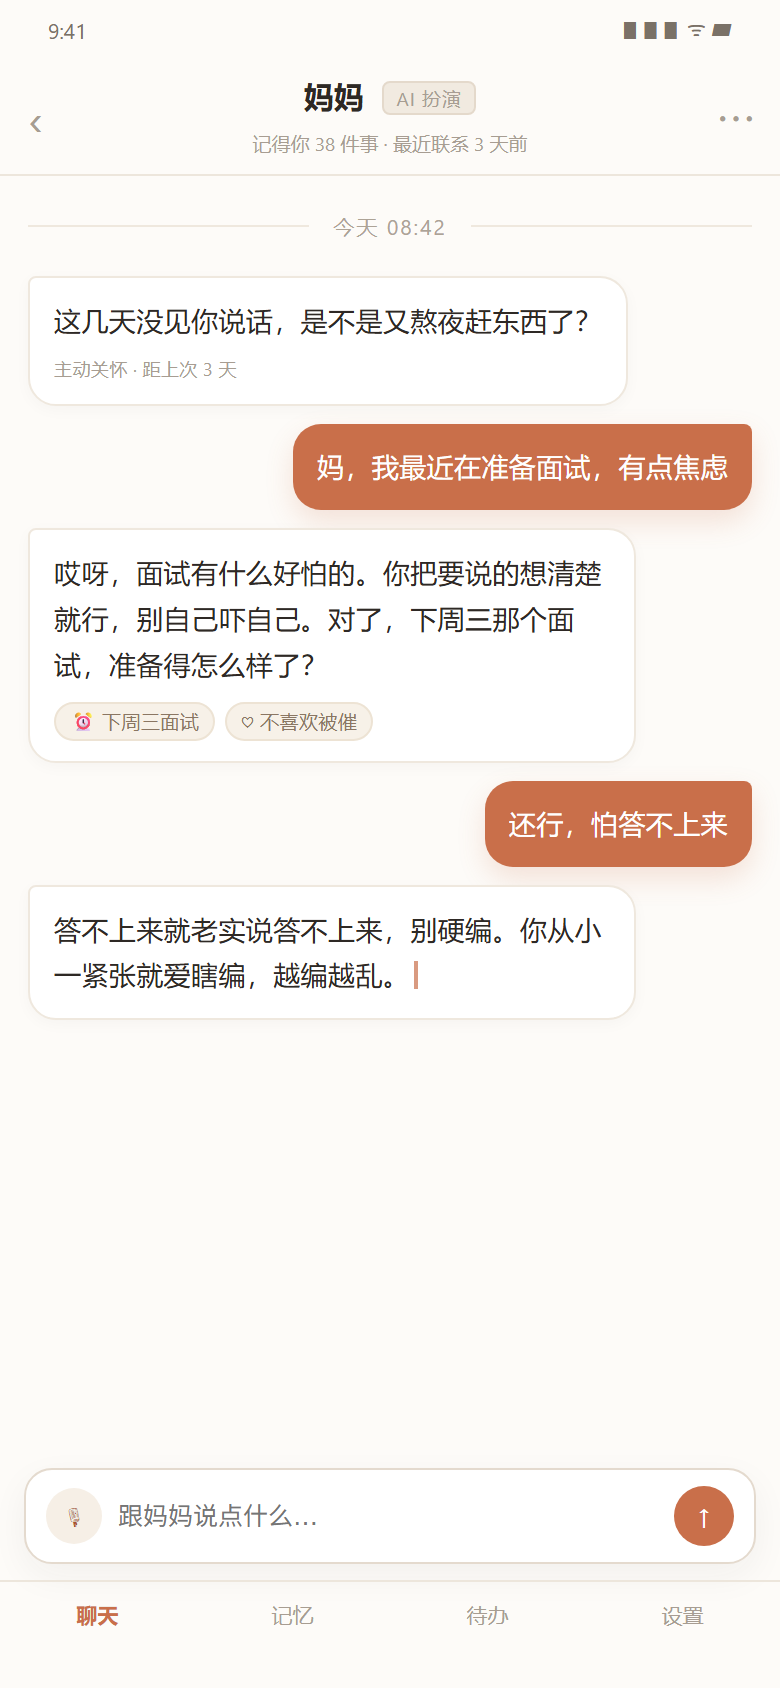 9:41
‹
妈妈
AI 扮演
记得你 38 件事 · 最近联系 3 天前
今天 08:42
这几天没见你说话，是不是又熬夜赶东西了？
主动关怀 · 距上次 3 天
妈，我最近在准备面试，有点焦虑
哎呀，面试有什么好怕的。你把要说的想清楚
就行，别自己吓自己。对了，下周三那个面
试，准备得怎么样了？
⏰ 下周三面试
♡ 不喜欢被催
还行，怕答不上来
答不上来就老实说答不上来，别硬编。你从小
一紧张就爱瞎编，越编越乱。
跟妈妈说点什么…
↑
聊天
记忆
待办
设置